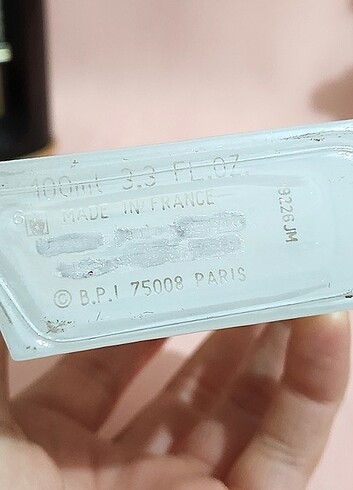 100ml 3.3 FL.OZ.
MADE IN FRANCE
© B.P.I 75008 PARIS
9226JM